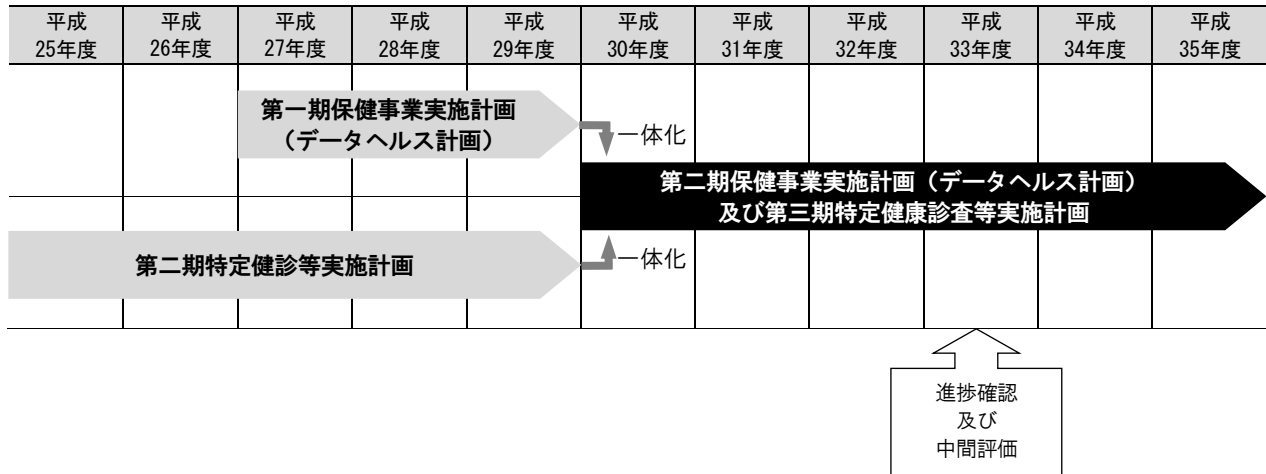 平成 平成 平成 平成 平成 平成 平成 平成 平成 平成 平成
25年度 26年度 27年度 28年度 29年度 30年度 31年度 32年度 33年度 34年度 35年度
第一期保健事業実施計画
（データヘルス計画）
一体化
第二期保健事業実施計画（データヘルス計画）
及び第三期特定健康診査等実施計画
第二期特定健診等実施計画
一体化
進捗確認
及び
中間評価